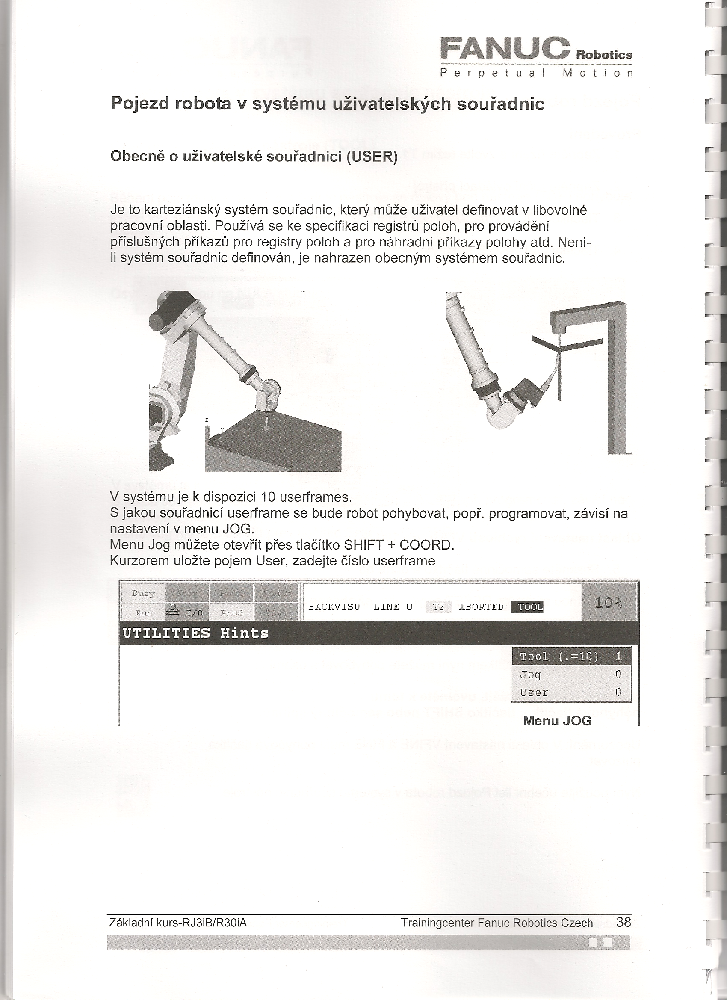 FANUC Robotics
Perpetual Motion
Pojezd robota v systému uživatelských souřadnic
Obecně o uživatelské souřadnici (USER)
Je to karteziánský systém souřadnic, který může uživatel definovat v libovolné
pracovní oblasti. Používá se ke specifikaci registrů poloh, pro provádění
příslušných příkazů pro registry poloh a pro náhradní příkazy polohy atd. Není-
li systém souřadnic definován, je nahrazen obecným systémem souřadnic.
Z
Y
X
V systému je k dispozici 10 userframes.
S jakou souřadnicí userframe se bude robot pohybovat, popř. programovat, závisí na
nastavení v menu JOG.
Menu Jog můžete otevřít přes tlačítko SHIFT + COORD.
Kurzorem uložte pojem User, zadejte číslo userframe
Busy Step Hold Fault
Run I/O Prod TCyc
BACKVISU LINE 0 T2 ABORTED TOOL
10%
UTILITIES Hints
Tool (.=10) 1
Jog 0
User 0
Menu JOG
Základní kurs-RJ3iB/R30iA Trainingcenter Fanuc Robotics Czech 38